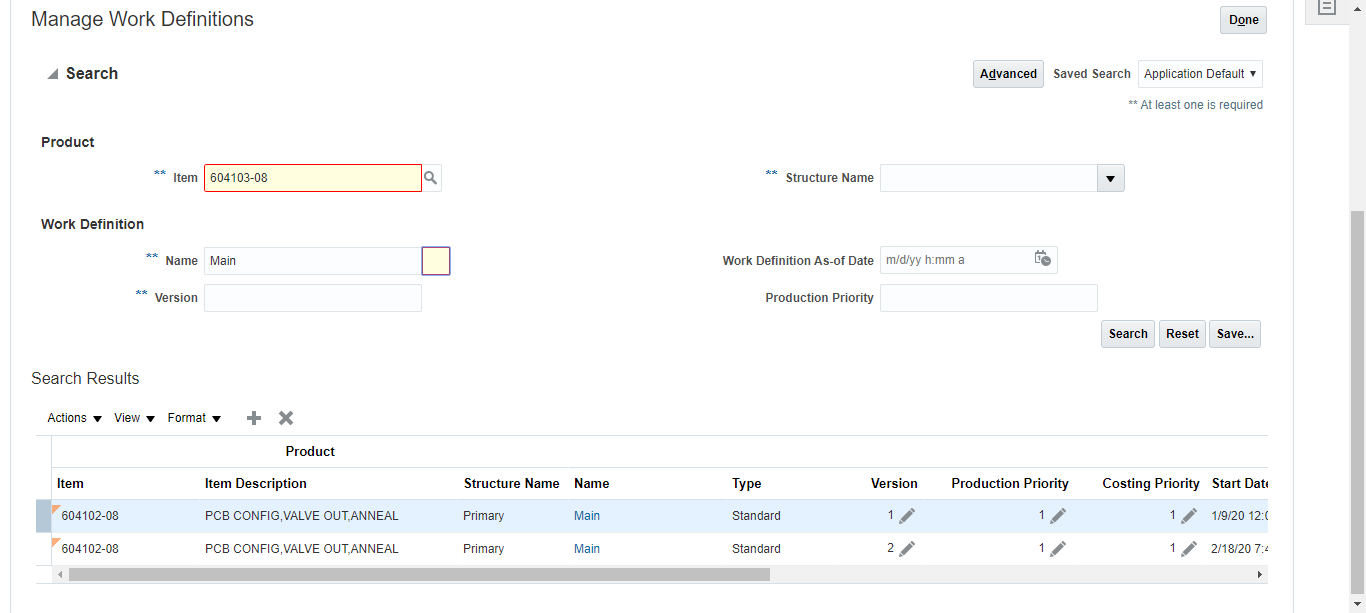 Manage Work Definitions
Done
Search
Advanced Saved Search Application Default
** At least one is required
Product
** Item 604103-08 ** Structure Name
Work Definition
** Name Main Work Definition As-of Date m/d/yy h:mm a
** Version Production Priority
Search Reset Save...
Search Results
Actions View Format
Product
Item Item Description Structure Name Name Type Version Production Priority Costing Priority Start Date
604102-08 PCB CONFIG,VALVE OUT,ANNEAL Primary Main Standard 1 1 1 1/9/20 12:0
604102-08 PCB CONFIG,VALVE OUT,ANNEAL Primary Main Standard 2 1 1 2/18/20 7:4